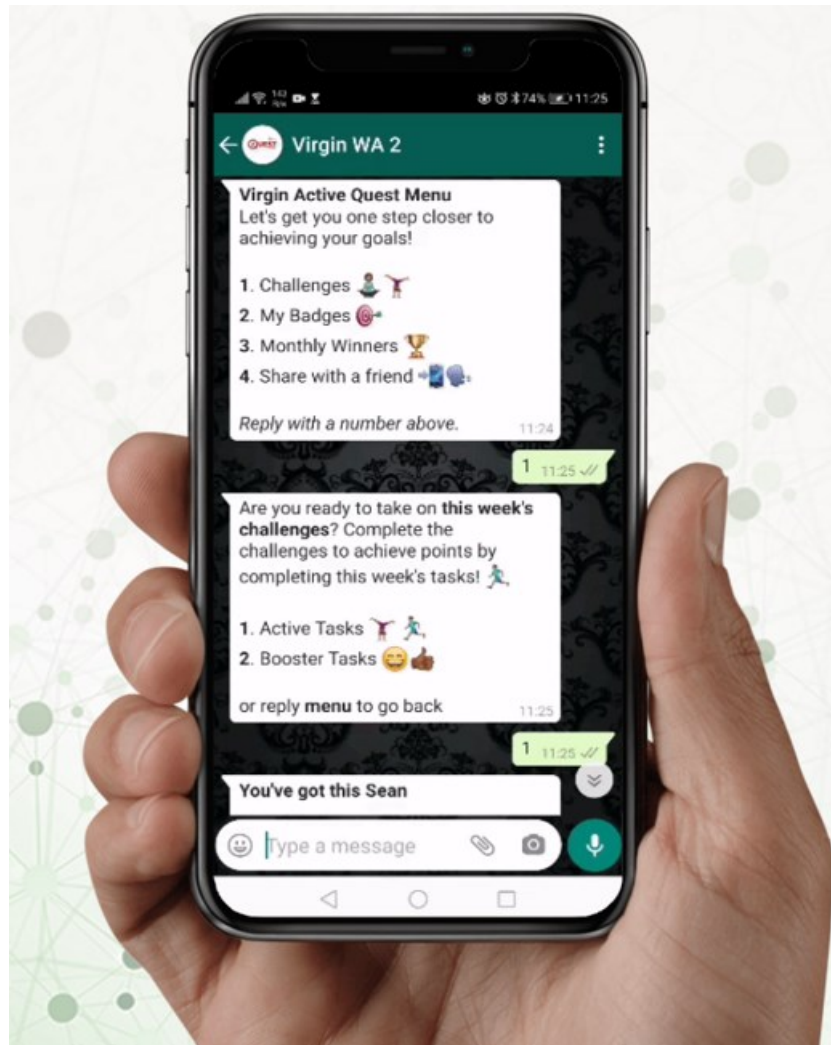 74% 11:25
QUEST
Virgin WA 2
Virgin Active Quest Menu
Let's get you one step closer to
achieving your goals!
1. Challenges
2. My Badges
3. Monthly Winners
4. Share with a friend
Reply with a number above.
11:24
1 11:25
Are you ready to take on this week's
challenges? Complete the
challenges to achieve points by
completing this week's tasks!
1. Active Tasks
2. Booster Tasks
or reply menu to go back
11:25
1 11:25
You've got this Sean
Type a message